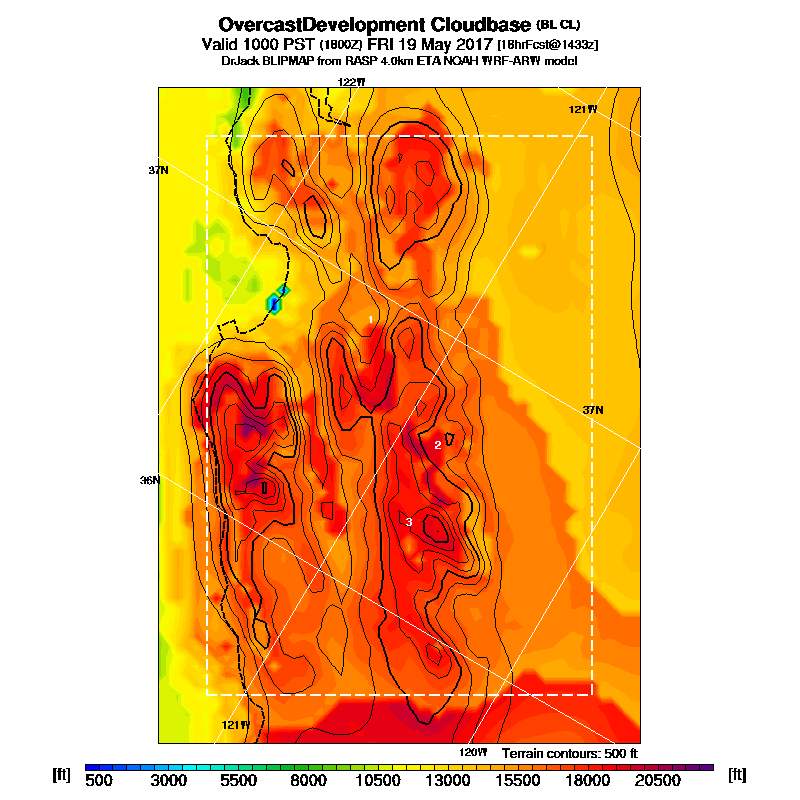 OvercastDevelopment Cloudbase (BL CL)
Valid 1000 PST (1800Z) FRI 19 May 2017 [18hrFcst@1433z]
DrJack BLIPMAP from RASP 4.0km ETA NOAH WRF-ARW model
122W
121W
37N
1
37N
2
36N
3
121W
120W
Terrain contours: 500 ft
[ft] 500 3000 5500 8000 10500 13000 15500 18000 20500 [ft]